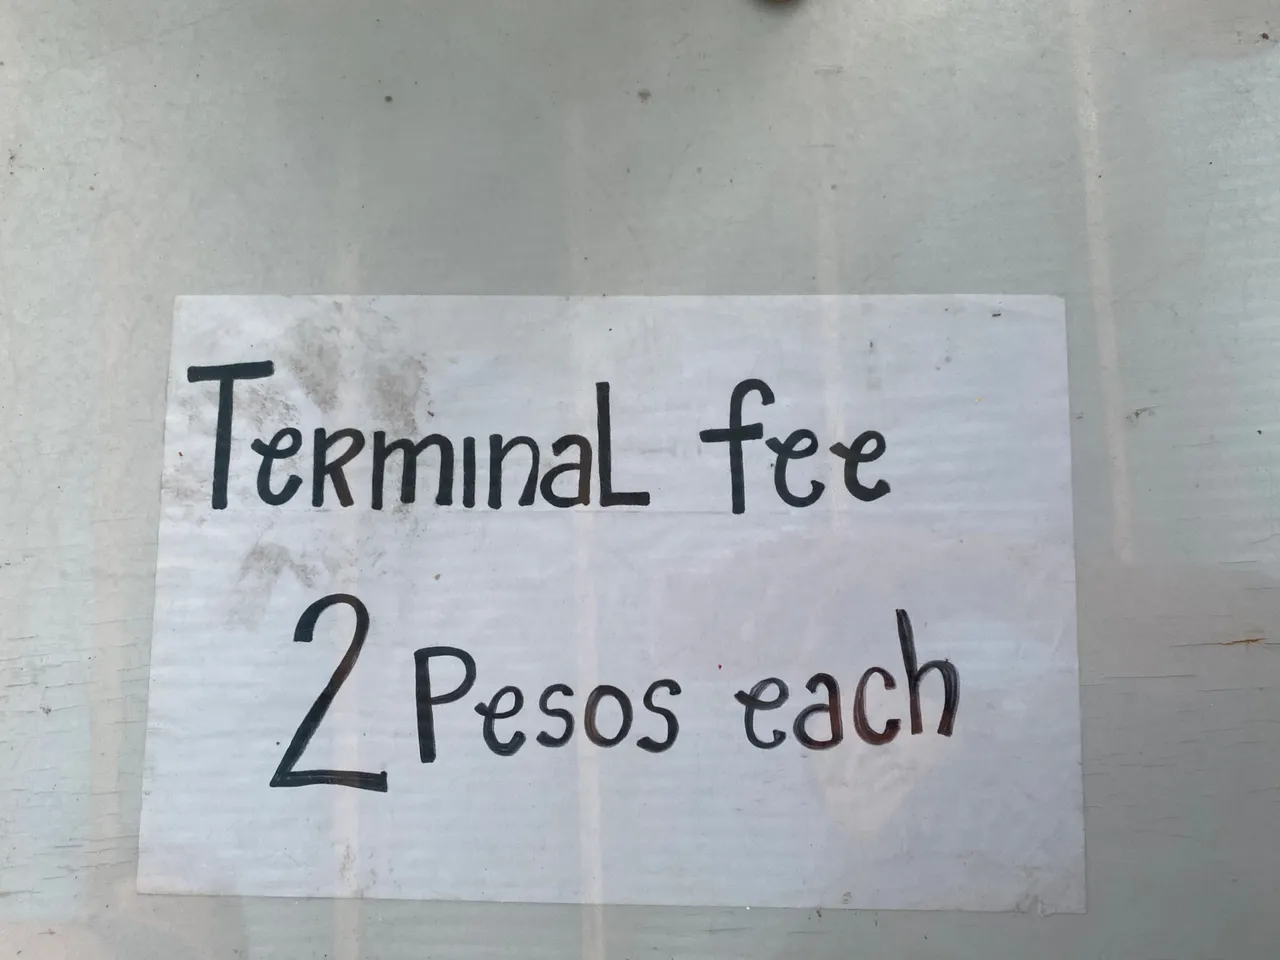 Terminal fee
2 Pesos each